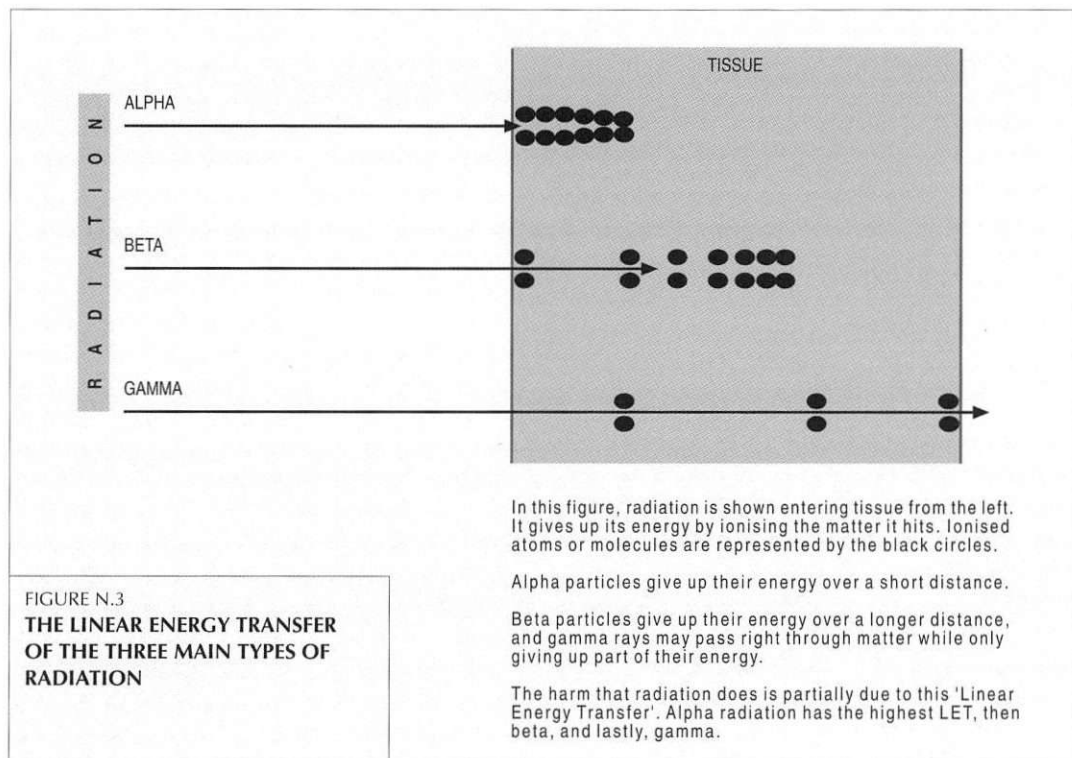 TISSUE
ALPHA
RADIATION
BETA
GAMMA
In this figure, radiation is shown entering tissue from the left.
It gives up its energy by ionising the matter it hits. Ionised
atoms or molecules are represented by the black circles.
Alpha particles give up their energy over a short distance.
Beta particles give up their energy over a longer distance,
and gamma rays may pass right through matter while only
giving up part of their energy.
The harm that radiation does is partially due to this 'Linear
Energy Transfer'. Alpha radiation has the highest LET, then
beta, and lastly, gamma.
FIGURE N.3
THE LINEAR ENERGY TRANSFER
OF THE THREE MAIN TYPES OF
RADIATION